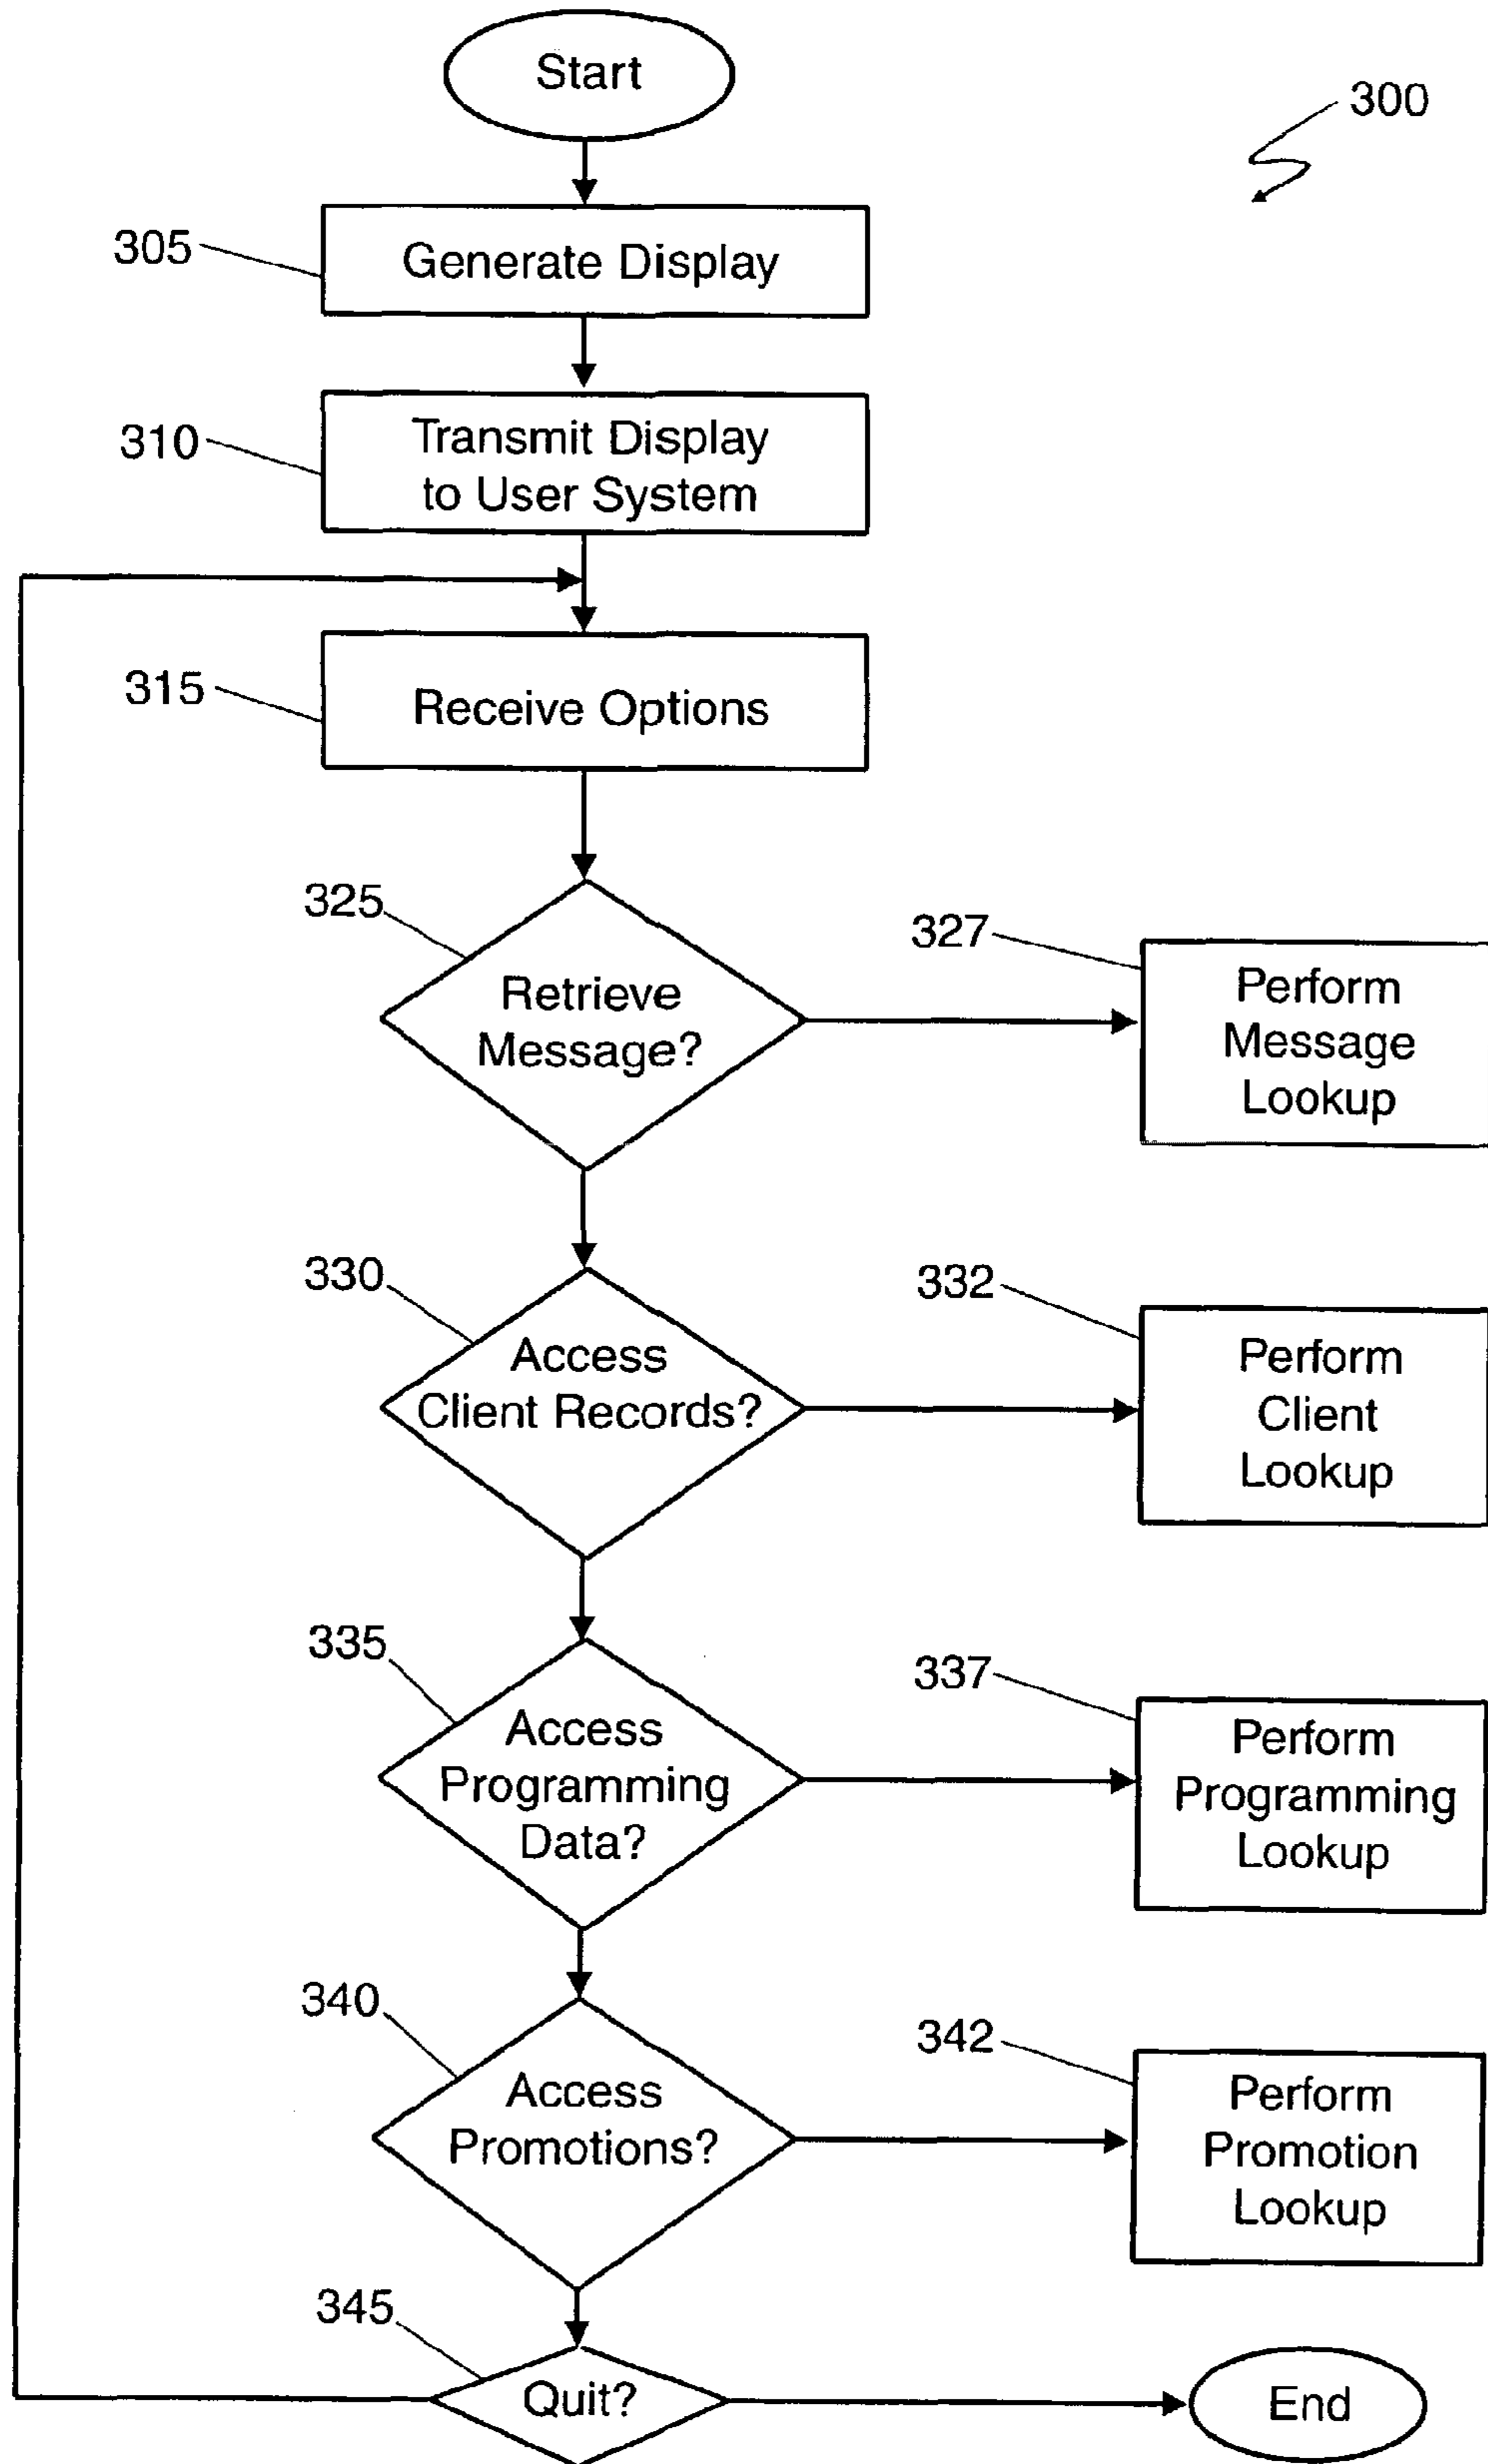 Start
300
305
Generate Display
310
Transmit Display
to User System
315
Receive Options
325
Retrieve
Message?
327
Perform
Message
Lookup
330
Access
Client Records?
332
Perform
Client
Lookup
335
Access
Programming
Data?
337
Perform
Programming
Lookup
340
Access
Promotions?
342
Perform
Promotion
Lookup
345
Quit?
End